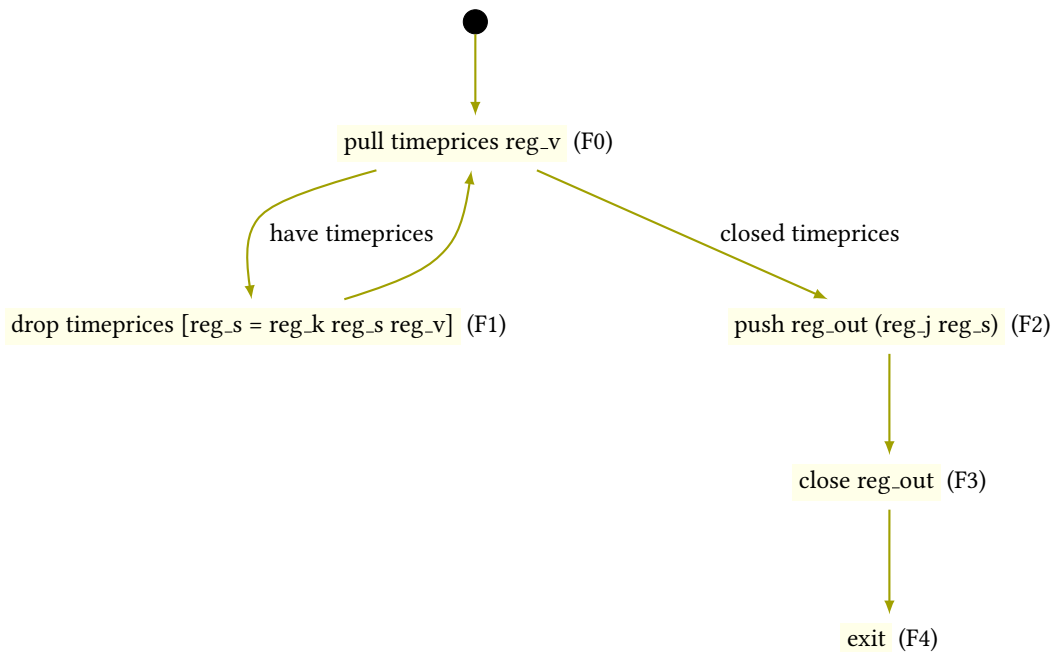 pull timeprices reg_v (F0)
have timeprices
closed timeprices
drop timeprices [reg_s = reg_k reg_s reg_v] (F1)
push reg_out (reg_j reg_s) (F2)
close reg_out (F3)
exit (F4)